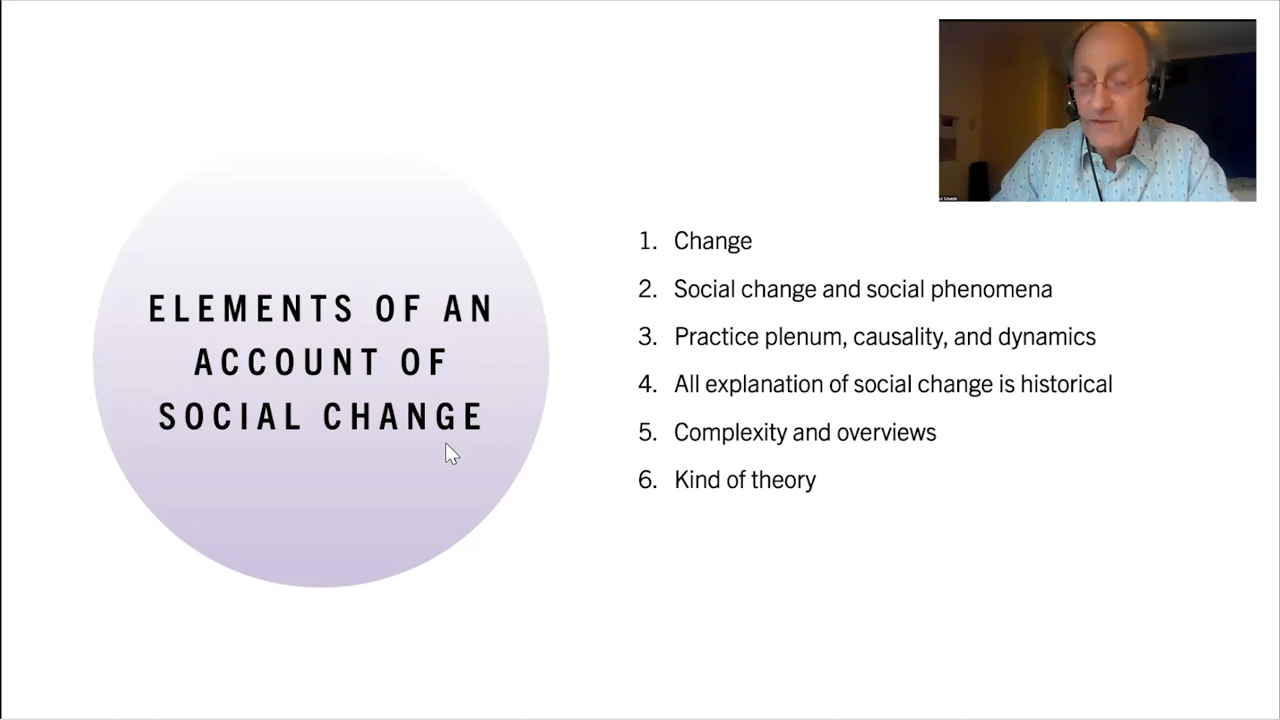 ELEMENTS OF AN
ACCOUNT OF
SOCIAL CHANGE
1. Change
2. Social change and social phenomena
3. Practice plenum, causality, and dynamics
4. All explanation of social change is historical
5. Complexity and overviews
6. Kind of theory